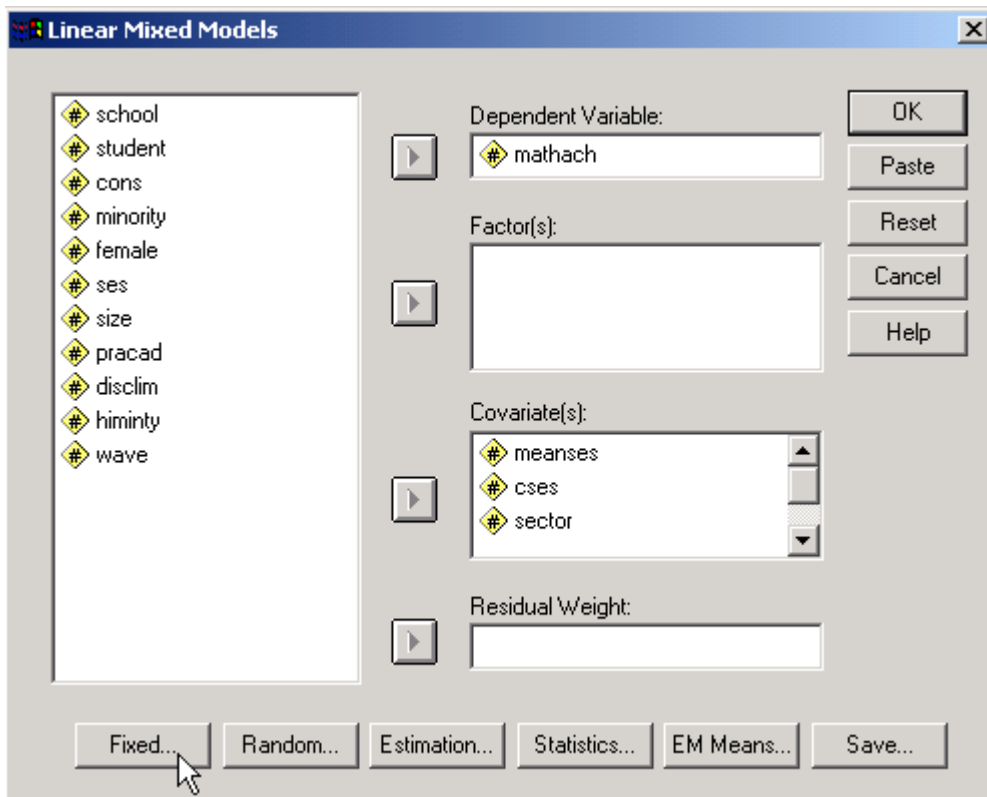 Linear Mixed Models
school
student
cons
minority
female
ses
size
pracad
disclim
himinty
wave
Dependent Variable:
mathach
Factor(s):
Covariate(s):
meanses
cses
sector
Residual Weight:
OK
Paste
Reset
Cancel
Help
Fixed...
Random...
Estimation...
Statistics...
EM Means...
Save...